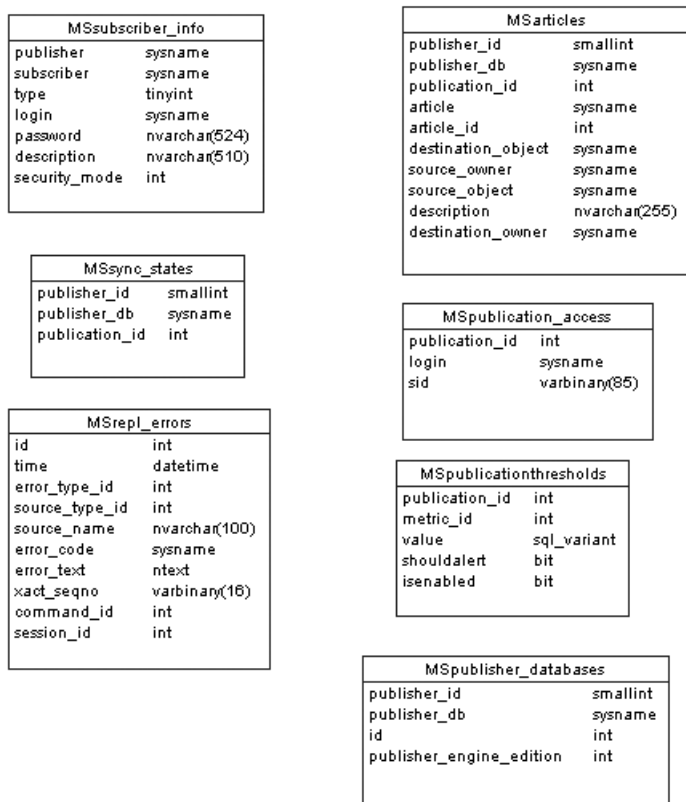 MSsubscriber_info
publisher sysname
subscriber sysname
type tinyint
login sysname
password nvarchar(524)
description nvarchar(510)
security_mode int
MSarticles
publisher_id smallint
publisher_db sysname
publication_id int
article sysname
article_id int
destination_object sysname
source_owner sysname
source_object sysname
description nvarchar(255)
destination_owner sysname
MSsync_states
publisher_id smallint
publisher_db sysname
publication_id int
MSpublication_access
publication_id int
login sysname
sid varbinary(85)
MSrepl_errors
id int
time datetime
error_type_id int
source_type_id int
source_name nvarchar(100)
error_code sysname
error_text ntext
xact_seqno varbinary(16)
command_id int
session_id int
MSpublicationthresholds
publication_id int
metric_id int
value sql_variant
shouldalert bit
isenabled bit
MSpublisher_databases
publisher_id smallint
publisher_db sysname
id int
publisher_engine_edition int